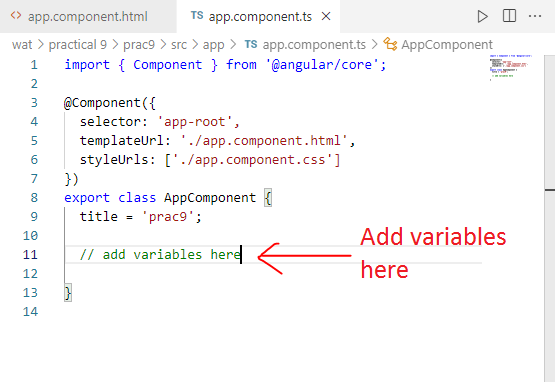 <> app.component.html
TS app.component.ts ×
wat > practical 9 > prac9 > src > app > TS app.component.ts > AppComponent
1 import { Component } from '@angular/core';
2
3 @Component({
4 selector: 'app-root',
5 templateUrl: './app.component.html',
6 styleUrls: ['./app.component.css']
7 })
8 export class AppComponent {
9 title = 'prac9';
10
11 // add variables here
12
13 }
14
Add variables
here